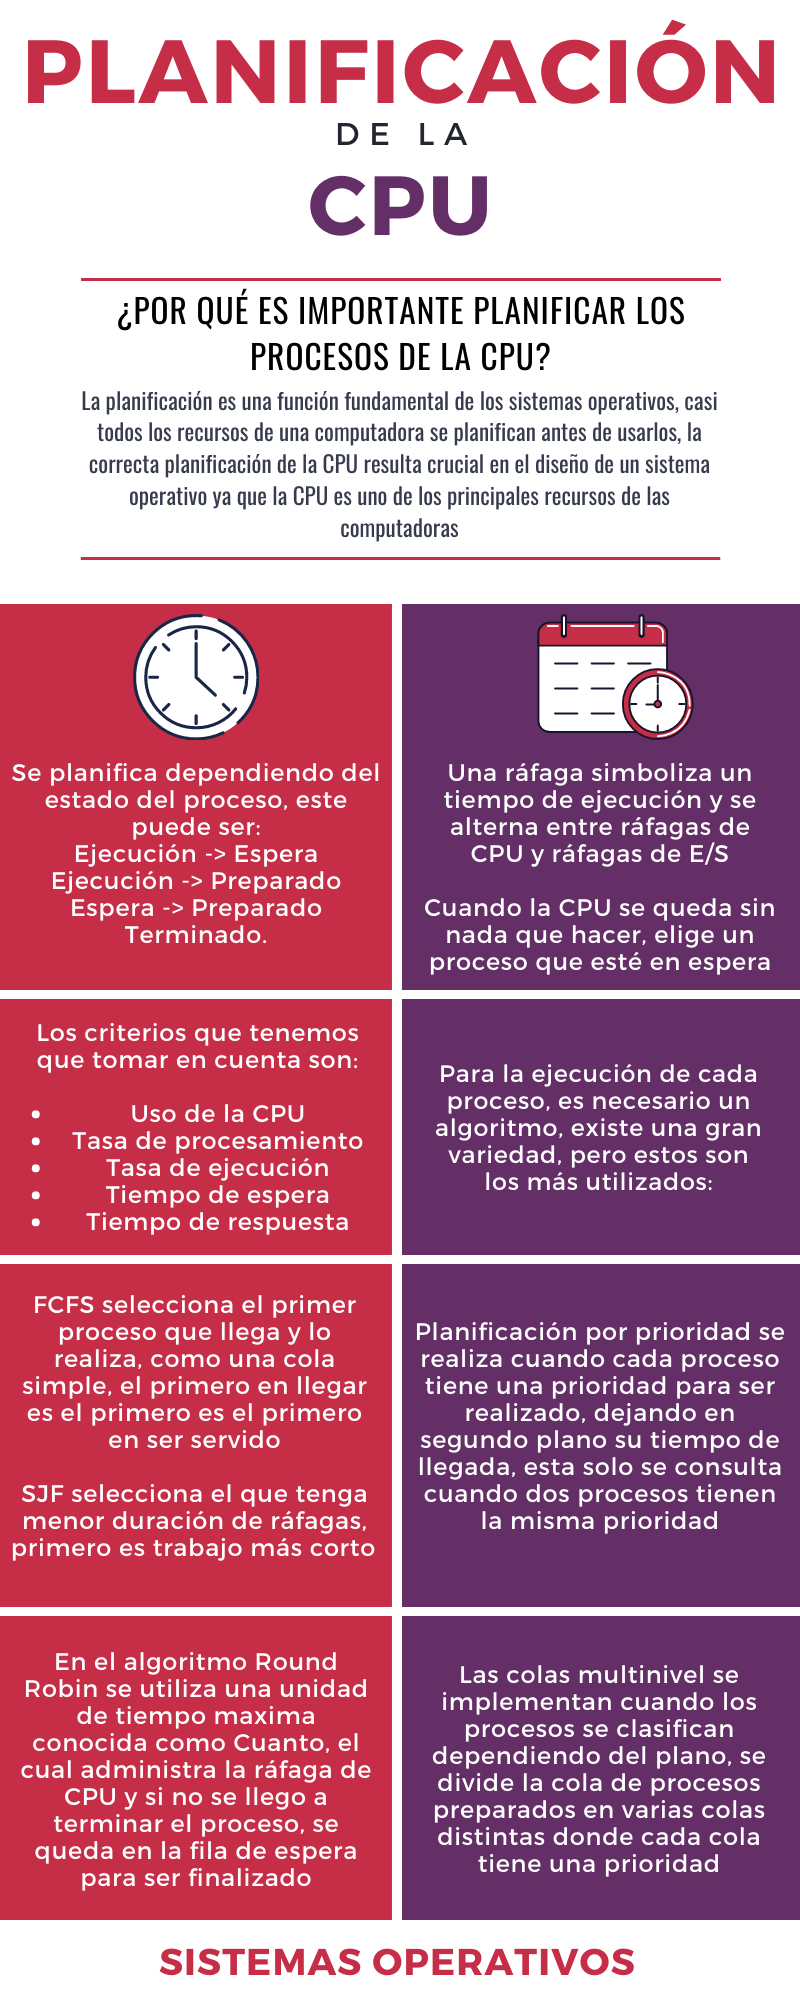 PLANIFICACIÓN
DE LA
CPU
¿POR QUÉ ES IMPORTANTE PLANIFICAR LOS
PROCESOS DE LA CPU?
La planificación es una función fundamental de los sistemas operativos, casi
todos los recursos de una computadora se planifican antes de usarlos, la
correcta planificación de la CPU resulta crucial en el diseño de un sistema
operativo ya que la CPU es uno de los principales recursos de las
computadoras
Se planifica dependiendo del
estado del proceso, este
puede ser:
Ejecución -> Espera
Ejecución -> Preparado
Espera -> Preparado
Terminado.
Una ráfaga simboliza un
tiempo de ejecución y se
alterna entre ráfagas de
CPU y ráfagas de E/S
Cuando la CPU se queda sin
nada que hacer, elige un
proceso que esté en espera
Los criterios que tenemos
que tomar en cuenta son:
• Uso de la CPU
• Tasa de procesamiento
• Tasa de ejecución
• Tiempo de espera
• Tiempo de respuesta
Para la ejecución de cada
proceso, es necesario un
algoritmo, existe una gran
variedad, pero estos son
los más utilizados:
FCFS selecciona el primer
proceso que llega y lo
realiza, como una cola
simple, el primero en llegar
es el primero es el primero
en ser servido
SJF selecciona el que tenga
menor duración de ráfagas,
primero es trabajo más corto
Planificación por prioridad se
realiza cuando cada proceso
tiene una prioridad para ser
realizado, dejando en
segundo plano su tiempo de
llegada, esta solo se consulta
cuando dos procesos tienen
la misma prioridad
En el algoritmo Round
Robin se utiliza una unidad
de tiempo maxima
conocida como Cuanto, el
cual administra la ráfaga de
CPU y si no se llego a
terminar el proceso, se
queda en la fila de espera
para ser finalizado
Las colas multinivel se
implementan cuando los
procesos se clasifican
dependiendo del plano, se
divide la cola de procesos
preparados en varias colas
distintas donde cada cola
tiene una prioridad
SISTEMAS OPERATIVOS